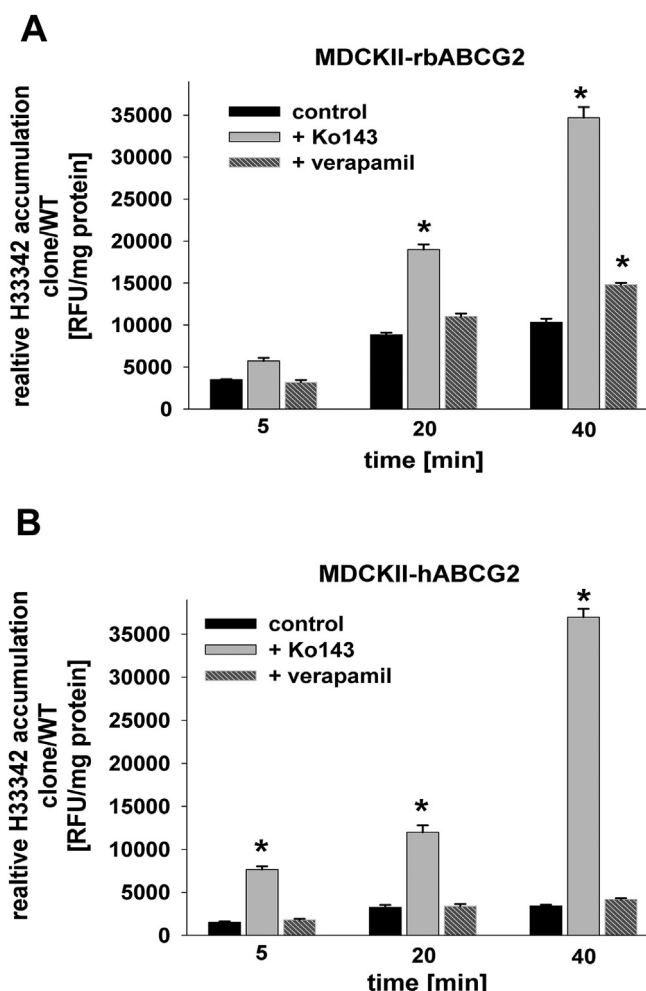 A
MDCKII-rbABCG2
control
+ Ko143
+ verapamil
realtive H33342 accumulation
clone/WT
[RFU/mg protein]
35000
30000
25000
20000
15000
10000
5000
0
*
*
*
5
20
40
time [min]
B
MDCKII-hABCG2
control
+ Ko143
+ verapamil
realtive H33342 accumulation
clone/WT
[RFU/mg protein]
35000
30000
25000
20000
15000
10000
5000
0
*
*
*
5
20
40
time [min]